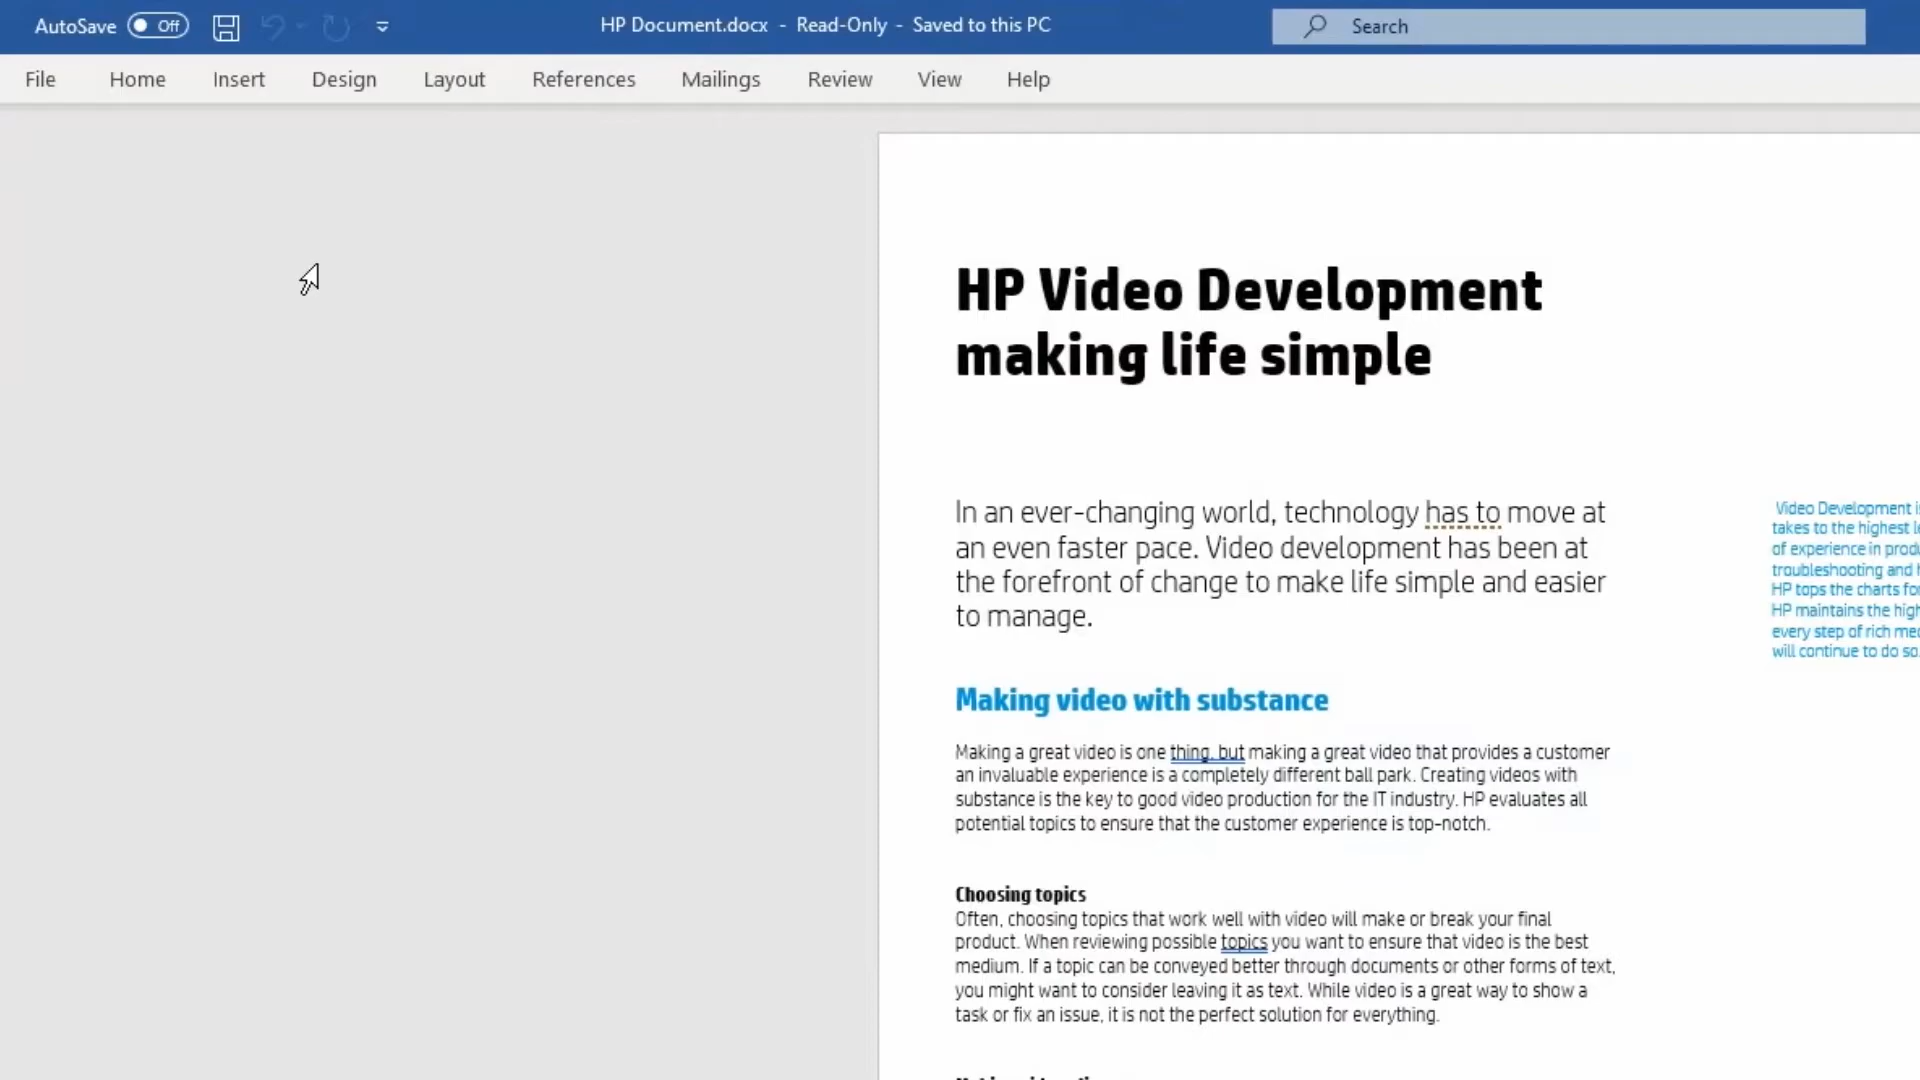 AutoSave Off HP Document.docx - Read-Only - Saved to this PC Search
File Home Insert Design Layout References Mailings Review View Help
HP Video Development
making life simple
In an ever-changing world, technology has to move at
an even faster pace. Video development has been at
the forefront of change to make life simple and easier
to manage.
Video Development
takes to the highest
of experience in
troubleshooting and
HP tops the charts
HP maintains the
every step of rich
will continue to do so.
Making video with substance
Making a great video is one thing, but making a great video that provides a customer
an invaluable experience is a completely different ball park. Creating videos with
substance is the key to good video production for the IT industry. HP evaluates all
potential topics to ensure that the customer experience is top-notch.
Choosing topics
Often, choosing topics that work well with video will make or break your final
product. When reviewing possible topics you want to ensure that video is the best
medium. If a topic can be conveyed better through documents or other forms of text,
you might want to consider leaving it as text. While video is a great way to show a
task or fix an issue, it is not the perfect solution for everything.